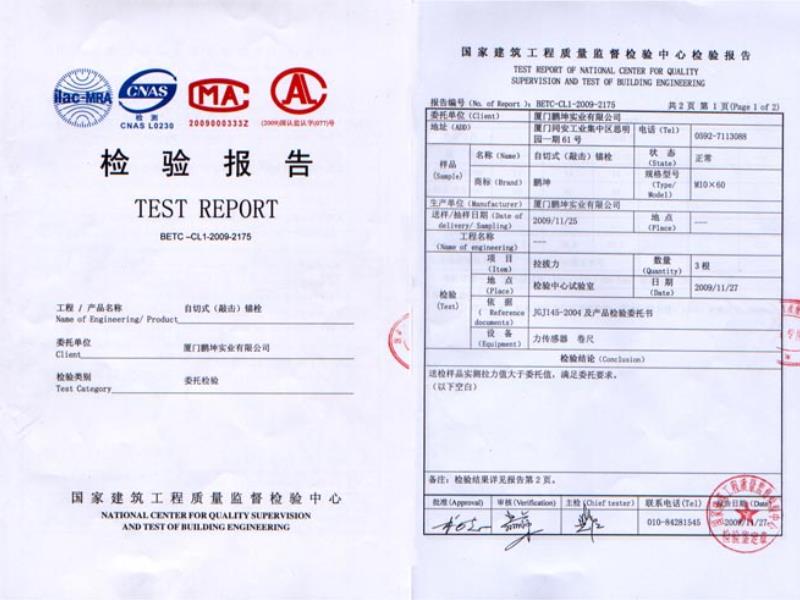 ilac-MRA
CNAS
检 测
CNAS L0230
MA
2009000333Z
AL
(2009)国认监认字(077)号
检 验 报 告
TEST REPORT
BETC -CL1-2009-2175
工程 / 产品名称 自切式（敲击）锚栓
Name of Engineering/ Product
委托单位 厦门鹏坤实业有限公司
Client
检验类别 委托检验
Test Category
国家建筑工程质量监督检验中心
NATIONAL CENTER FOR QUALITY SUPERVISION
AND TEST OF BUILDING ENGINEERING
国家建筑工程质量监督检验中心检验报告
TEST REPORT OF NATIONAL CENTER FOR QUALITY
SUPERVISION AND TEST OF BUILDING ENGINEERING
报告编号 (No. of Report )：BETC-CL1-2009-2175 共 2 页 第 1 页(Page 1 of 2)
委托单位 (Client) 厦门鹏坤实业有限公司
地址 (ADD) 厦门同安工业集中区思明园一期 61 号 电话 (Tel) 0592-7113088
样品 (Sample) 名称 (Name) 自切式（敲击）锚栓 状 态 (State) 正常
商标 (Brand) 鹏坤 规格型号 (Type/ Model) M10×60
生产单位 (Manufacturer) 厦门鹏坤实业有限公司
送样/抽样日期 (Date of delivery/ Sampling) 2009/11/25 地 点 (Place) ---
工程名称 (Name of engineering) ---
检验 (Test) 项 目 (Item) 拉拔力 数量 (Quantity) 3 根
地 点 (Place) 检验中心试验室 日 期 (Date) 2009/11/27
依 据 ( Reference documents) JGJ145-2004 及产品检验委托书
设 备 (Equipment) 力传感器 卷尺
检验结论 (Conclusion)
送检样品实测拉力值大于委托值，满足委托要求。
(以下空白)
备注：检验结果详见报告第 2 页。
批准(Approval) 审核(Verification) 主检 (Chief tester) 联系电话(Tel) 报告日期 (Date)
010-84281545 2009/11/27
检验鉴定章